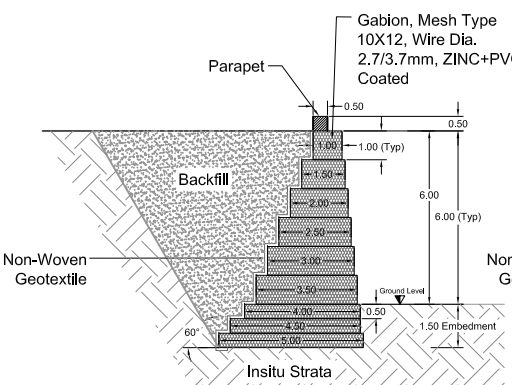 Gabion, Mesh Type
10X12, Wire Dia.
2.7/3.7mm, ZINC+PV
Coated
Parapet
0.50
0.50
1.00
1.00 (Typ)
1.50
Backfill
2.00
6.00
6.00 (Typ)
2.50
Non-Woven
Geotextile
3.00
3.50
Ground Level
4.00
0.50
4.50
1.50 Embedment
5.00
60°
Insitu Strata